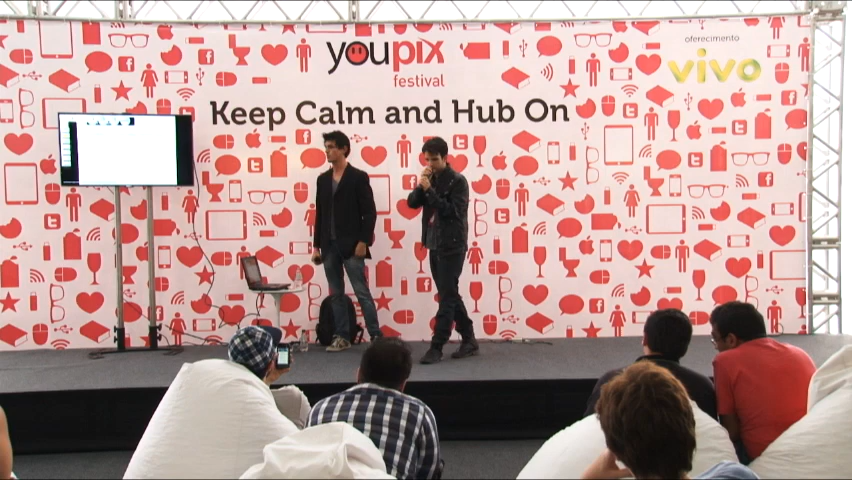 youpix
festival
oferecimento
vivo
Keep Calm and Hub On